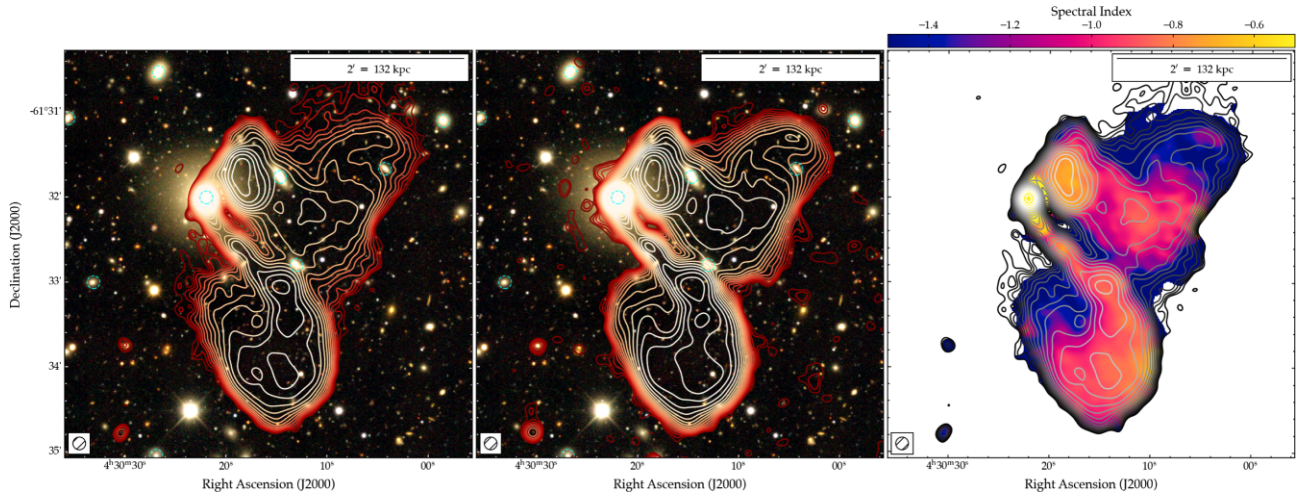 Spectral Index
−1.4 −1.2 −1.0 −0.8 −0.6
2′ = 132 kpc 2′ = 132 kpc 2′ = 132 kpc
-61°31′
32′
33′
34′
35′
Declination (J2000)
4ʰ30ᵐ30ˢ 20ˢ 10ˢ 00ˢ 4ʰ30ᵐ30ˢ 20ˢ 10ˢ 00ˢ 4ʰ30ᵐ30ˢ 20ˢ 10ˢ 00ˢ
Right Ascension (J2000) Right Ascension (J2000) Right Ascension (J2000)